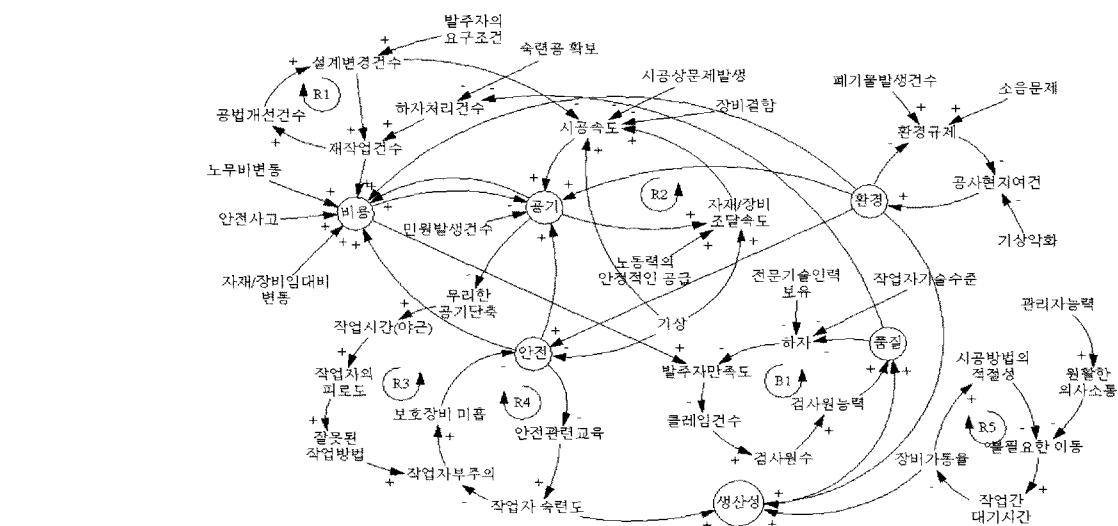 발주자의
요구조건
설계변경건수
숙련공 확보
시공상문제발생
폐기물발생건수
소음문제
R1
하자처리건수
장비결함
공법개선건수
시공속도
환경규제
재작업건수
노무비변동
공사현지여건
R2
안전사고
비용
공기
자재/장비
조달속도
환경
민원발생건수
기상악화
노동력의
안정적인 공급
자재/장비임대비
변동
무리한
공기단축
전문기술인력
보유
작업자기술수준
관리자능력
작업시간(야근)
기상
안전
하자
품질
시공방법의
적절성
작업자의
피로도
R3
발주자만족도
B1
원활한
의사소통
보호장비 미흡
R4
검사원능력
안전관련교육
클레임건수
R5
잘못된
작업방법
불필요한 이동
작업자부주의
검사원수
장비가동율
작업자 숙련도
생산성
작업간
대기시간